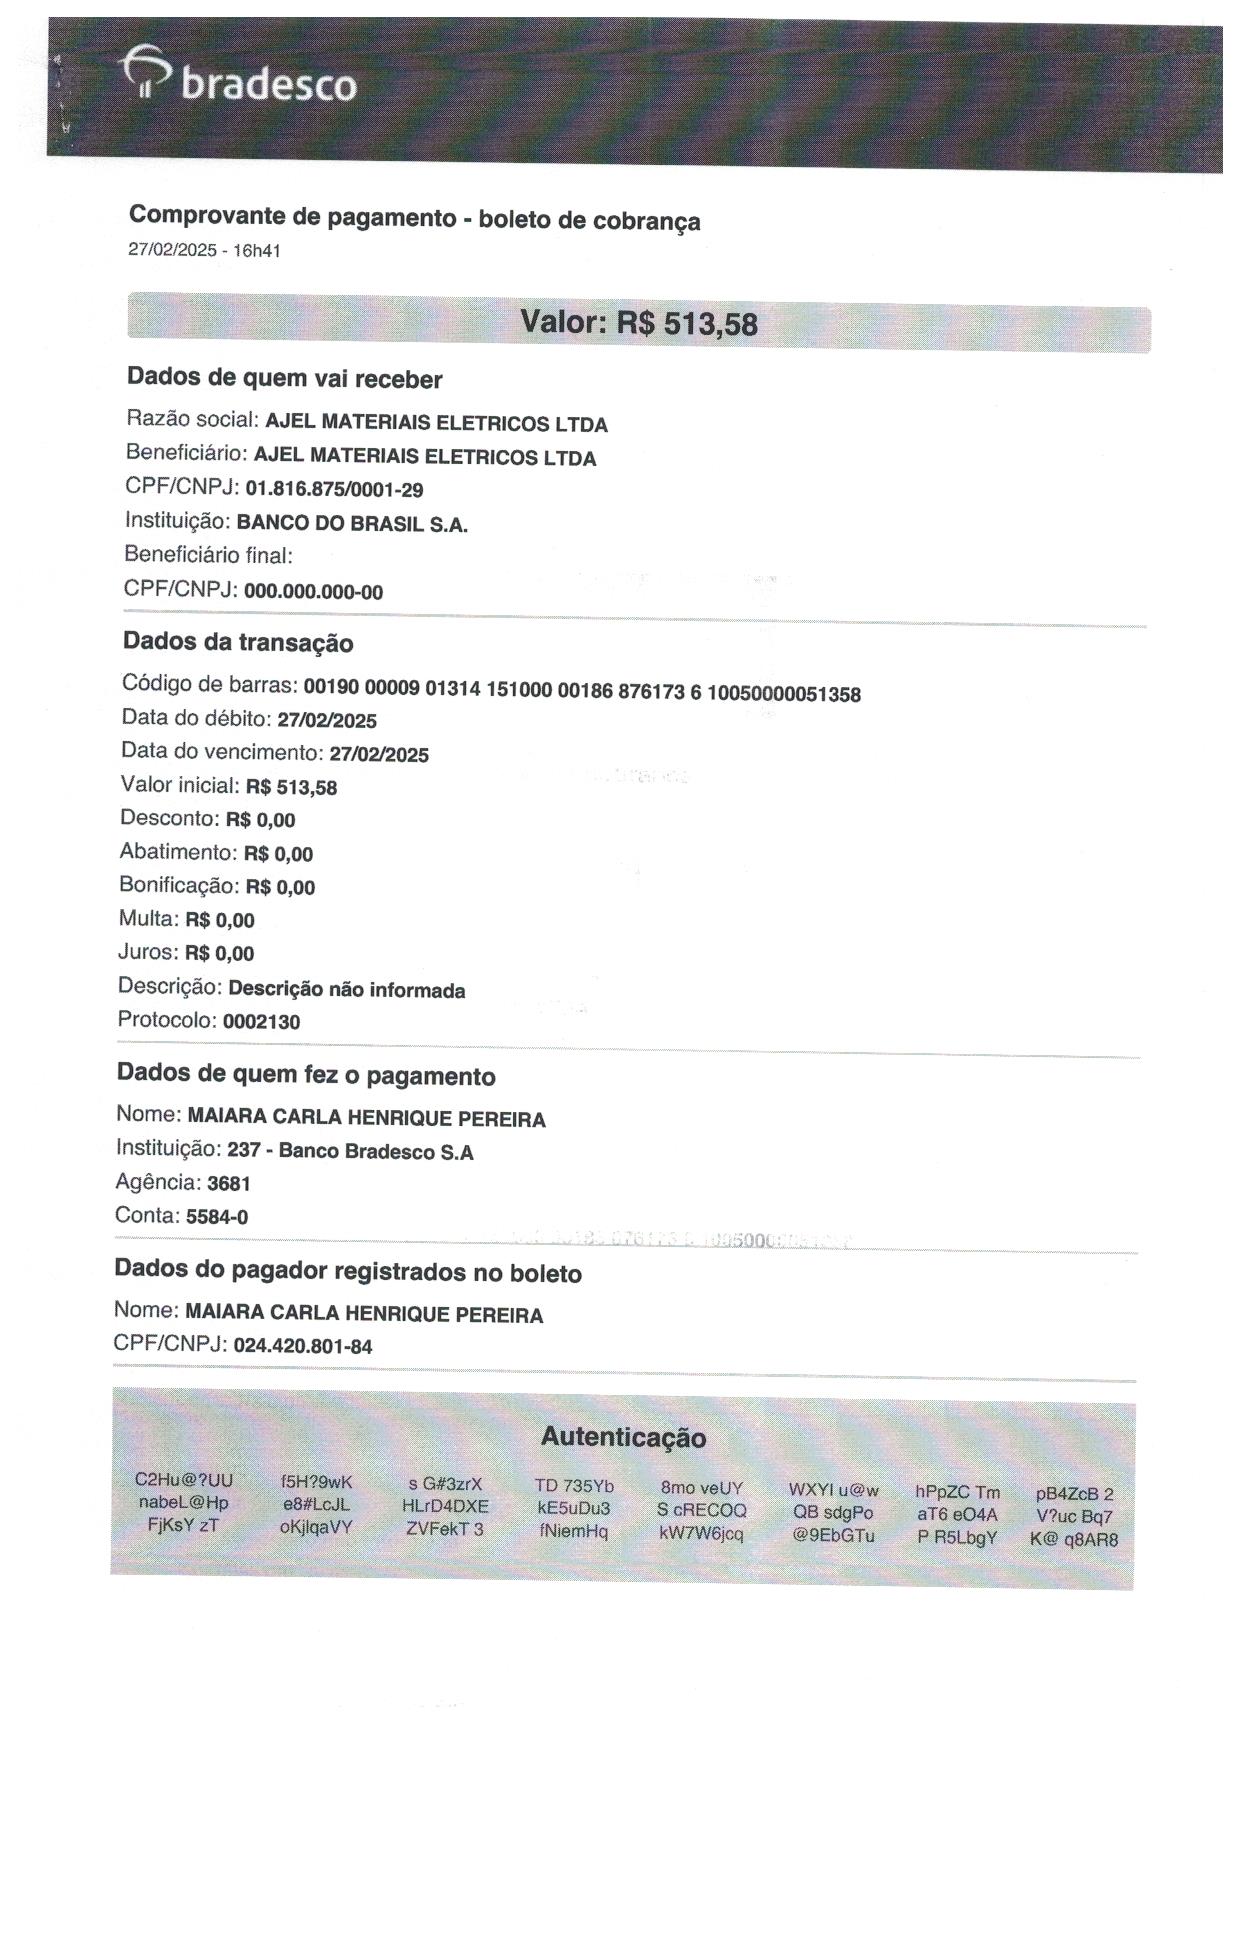 bradesco
Comprovante de pagamento - boleto de cobrança
27/02/2025 - 16h41
Valor: R$ 513,58
Dados de quem vai receber
Razão social: AJEL MATERIAIS ELETRICOS LTDA
Beneficiário: AJEL MATERIAIS ELETRICOS LTDA
CPF/CNPJ: 01.816.875/0001-29
Instituição: BANCO DO BRASIL S.A.
Beneficiário final:
CPF/CNPJ: 000.000.000-00
Dados da transação
Código de barras: 00190 00009 01314 151000 00186 876173 6 10050000051358
Data do débito: 27/02/2025
Data do vencimento: 27/02/2025
Valor inicial: R$ 513,58
Desconto: R$ 0,00
Abatimento: R$ 0,00
Bonificação: R$ 0,00
Multa: R$ 0,00
Juros: R$ 0,00
Descrição: Descrição não informada
Protocolo: 0002130
Dados de quem fez o pagamento
Nome: MAIARA CARLA HENRIQUE PEREIRA
Instituição: 237 - Banco Bradesco S.A
Agência: 3681
Conta: 5584-0
Dados do pagador registrados no boleto
Nome: MAIARA CARLA HENRIQUE PEREIRA
CPF/CNPJ: 024.420.801-84
Autenticação
C2Hu@?UU f5H?9wK s G#3zrX TD 735Yb 8mo veUY WXYI u@w hPpZC Tm pB4ZcB 2
nabeL@Hp e8#LcJL HLrD4DXE kE5uDu3 S cRECOQ QB sdgPo aT6 eO4A V?uc Bq7
FjKsY zT oKjlqaVY ZVFekT 3 fNiemHq kW7W6jcq @9EbGTu P R5LbgY K@ q8AR8